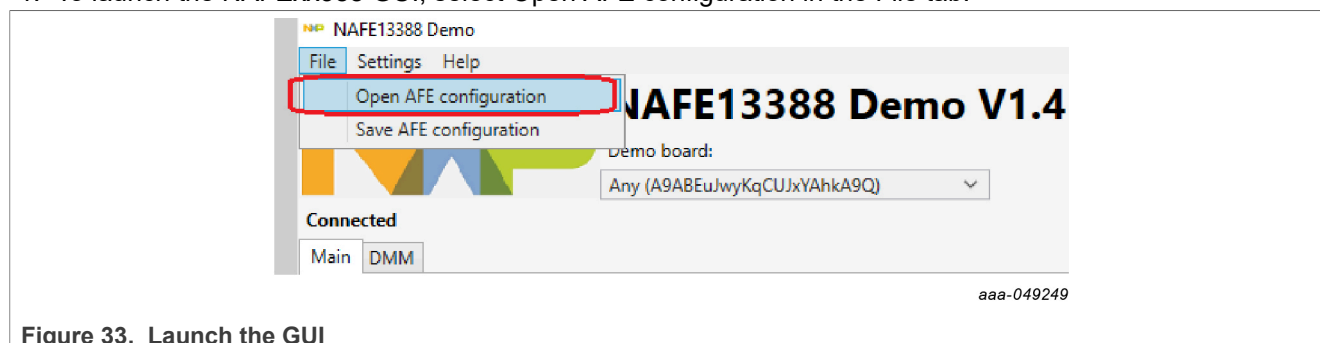 NXP NAFE13388 Demo
File Settings Help
Open AFE configuration
Save AFE configuration
NAFE13388 Demo V1.4
Demo board:
Any (A9ABEuJwyKqCUJxYAhkA9Q)
Connected
Main DMM
aaa-049249
Figure 33. Launch the GUI